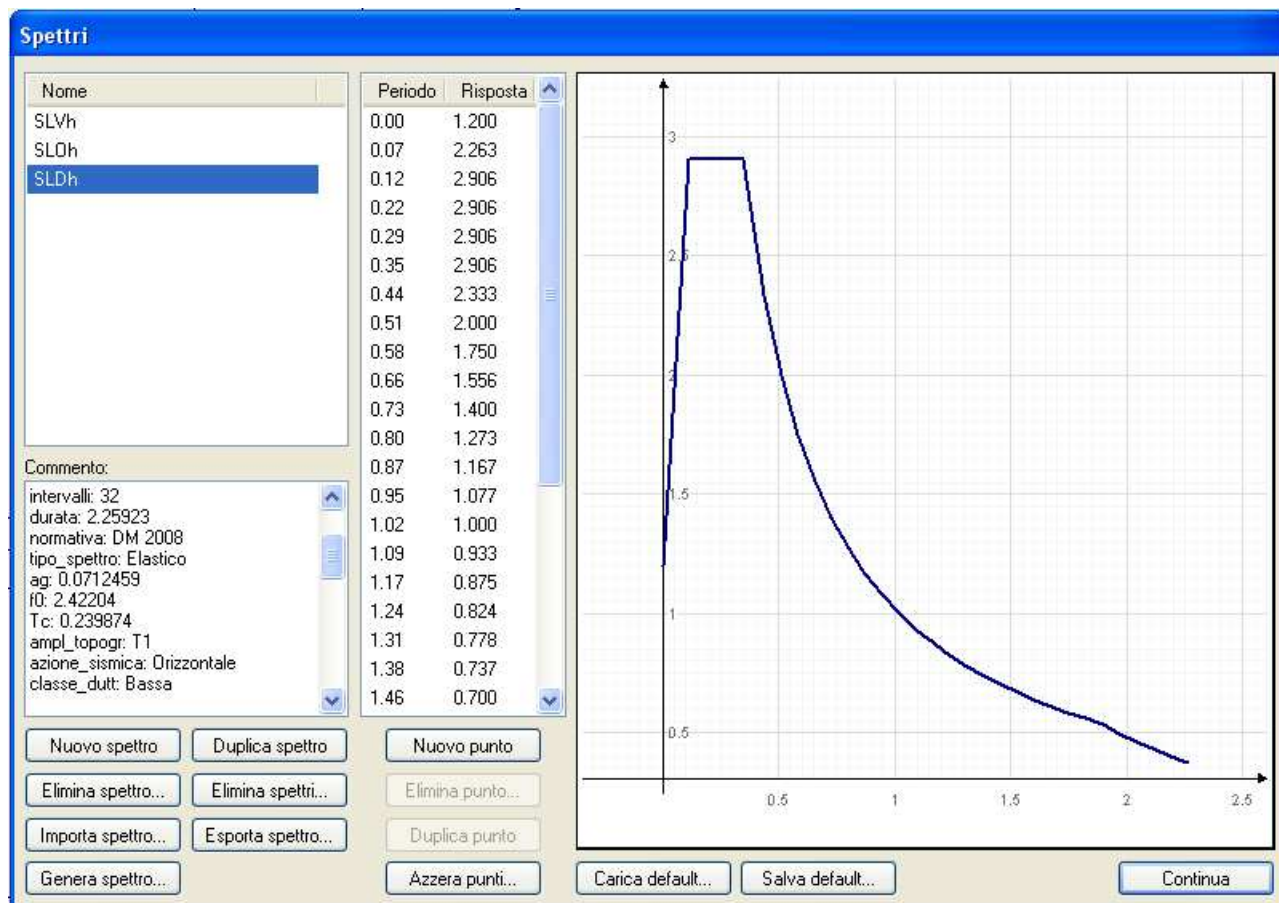 Spettri
Nome
SLVh
SLOh
SLDh
Commento:
intervalli: 32
durata: 2.25923
normativa: DM 2008
tipo_spettro: Elastico
ag: 0.0712459
f0: 2.42204
Tc: 0.239874
ampl_topogr: T1
azione_sismica: Orizzontale
classe_dutt: Bassa
Periodo Risposta
0.00 1.200
0.07 2.263
0.12 2.906
0.22 2.906
0.29 2.906
0.35 2.906
0.44 2.333
0.51 2.000
0.58 1.750
0.66 1.556
0.73 1.400
0.80 1.273
0.87 1.167
0.95 1.077
1.02 1.000
1.09 0.933
1.17 0.875
1.24 0.824
1.31 0.778
1.38 0.737
1.46 0.700
3
2.5
2
1.5
1
0.5
0.5 1 1.5 2 2.5
Nuovo spettro Duplica spettro Nuovo punto
Elimina spettro... Elimina spettri... Elimina punto...
Importa spettro... Esporta spettro... Duplica punto
Genera spettro... Azzera punti... Carica default... Salva default... Continua